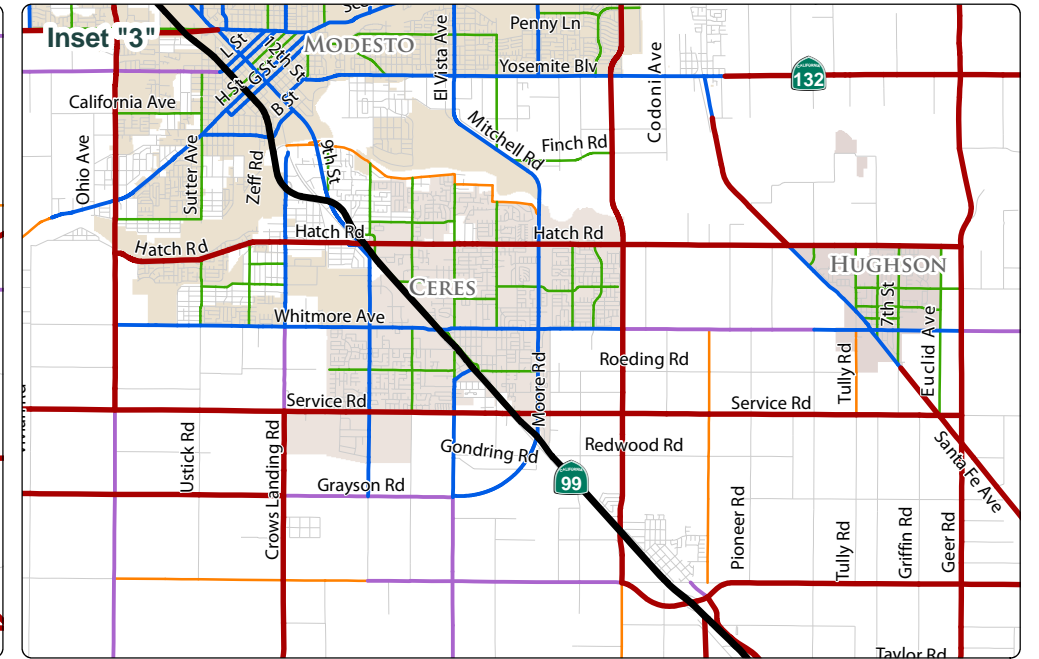 Inset "3"
MODESTO
L St
12th St
G St
H St
B St
El Vista Ave
Penny Ln
Yosemite Blv
Codoni Ave
CALIFORNIA
132
California Ave
Ohio Ave
Sutter Ave
Zeff Rd
9th St
Mitchell Rd
Finch Rd
Hatch Rd
Hatch Rd
Hatch Rd
CERES
HUGHSON
7th St
Whitmore Ave
Euclid Ave
Tully Rd
Roeding Rd
Moore Rd
Service Rd
Service Rd
Ustick Rd
Crows Landing Rd
Gondring Rd
Redwood Rd
Santa Fe Ave
CALIFORNIA
99
Grayson Rd
Pioneer Rd
Tully Rd
Griffin Rd
Geer Rd
Taylor Rd